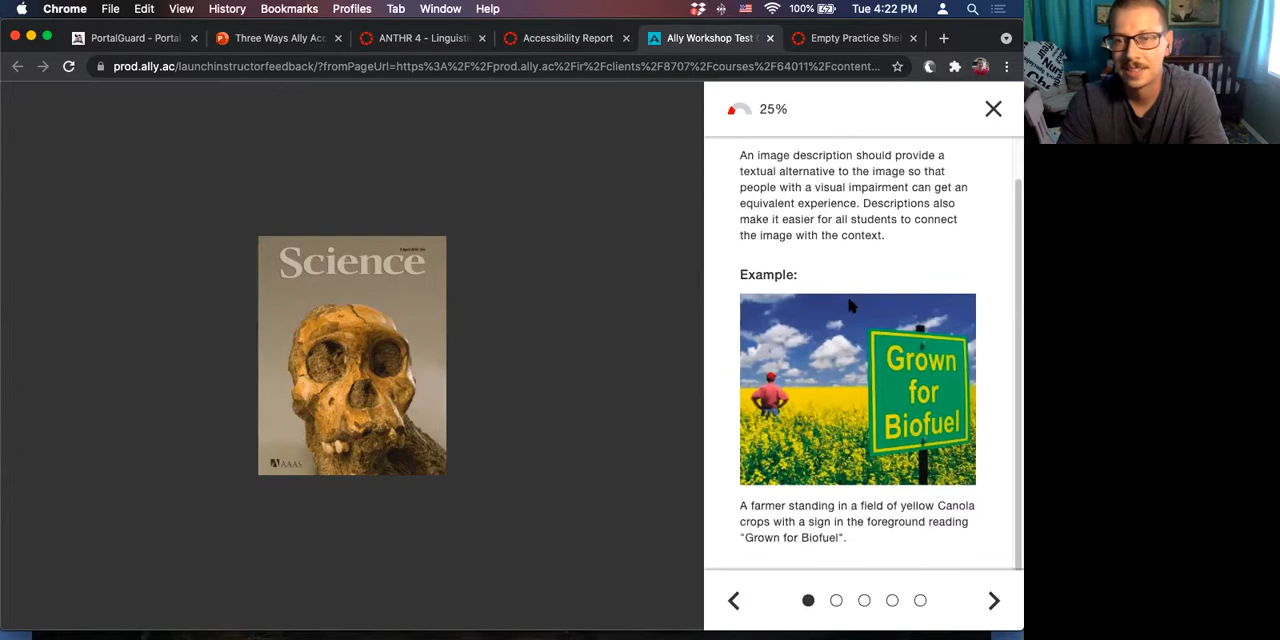 Chrome File Edit View History Bookmarks Profiles Tab Window Help 100% Tue 4:22 PM
PortalGuard - Portal Three Ways Ally Acc ANTHR 4 - Linguisti Accessibility Report Ally Workshop Test C Empty Practice Shel
prod.ally.ac/launchinstructorfeedback/?fromPageUrl=https%3A%2F%2Fprod.ally.ac%2Fir%2Fclients%2F8707%2Fcourses%2F64011%2Fcontent...
25%
An image description should provide a
textual alternative to the image so that
people with a visual impairment can get an
equivalent experience. Descriptions also
make it easier for all students to connect
the image with the context.
Example:
Grown
for
Biofuel
A farmer standing in a field of yellow Canola
crops with a sign in the foreground reading
"Grown for Biofuel".
Science
AAAS